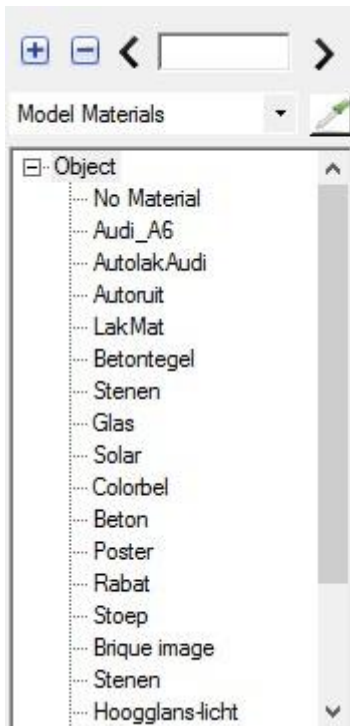 Model Materials
Object
No Material
Audi_A6
AutolakAudi
Autoruit
LakMat
Betontegel
Stenen
Glas
Solar
Colorbel
Beton
Poster
Rabat
Stoep
Brique image
Stenen
Hoogglans-licht